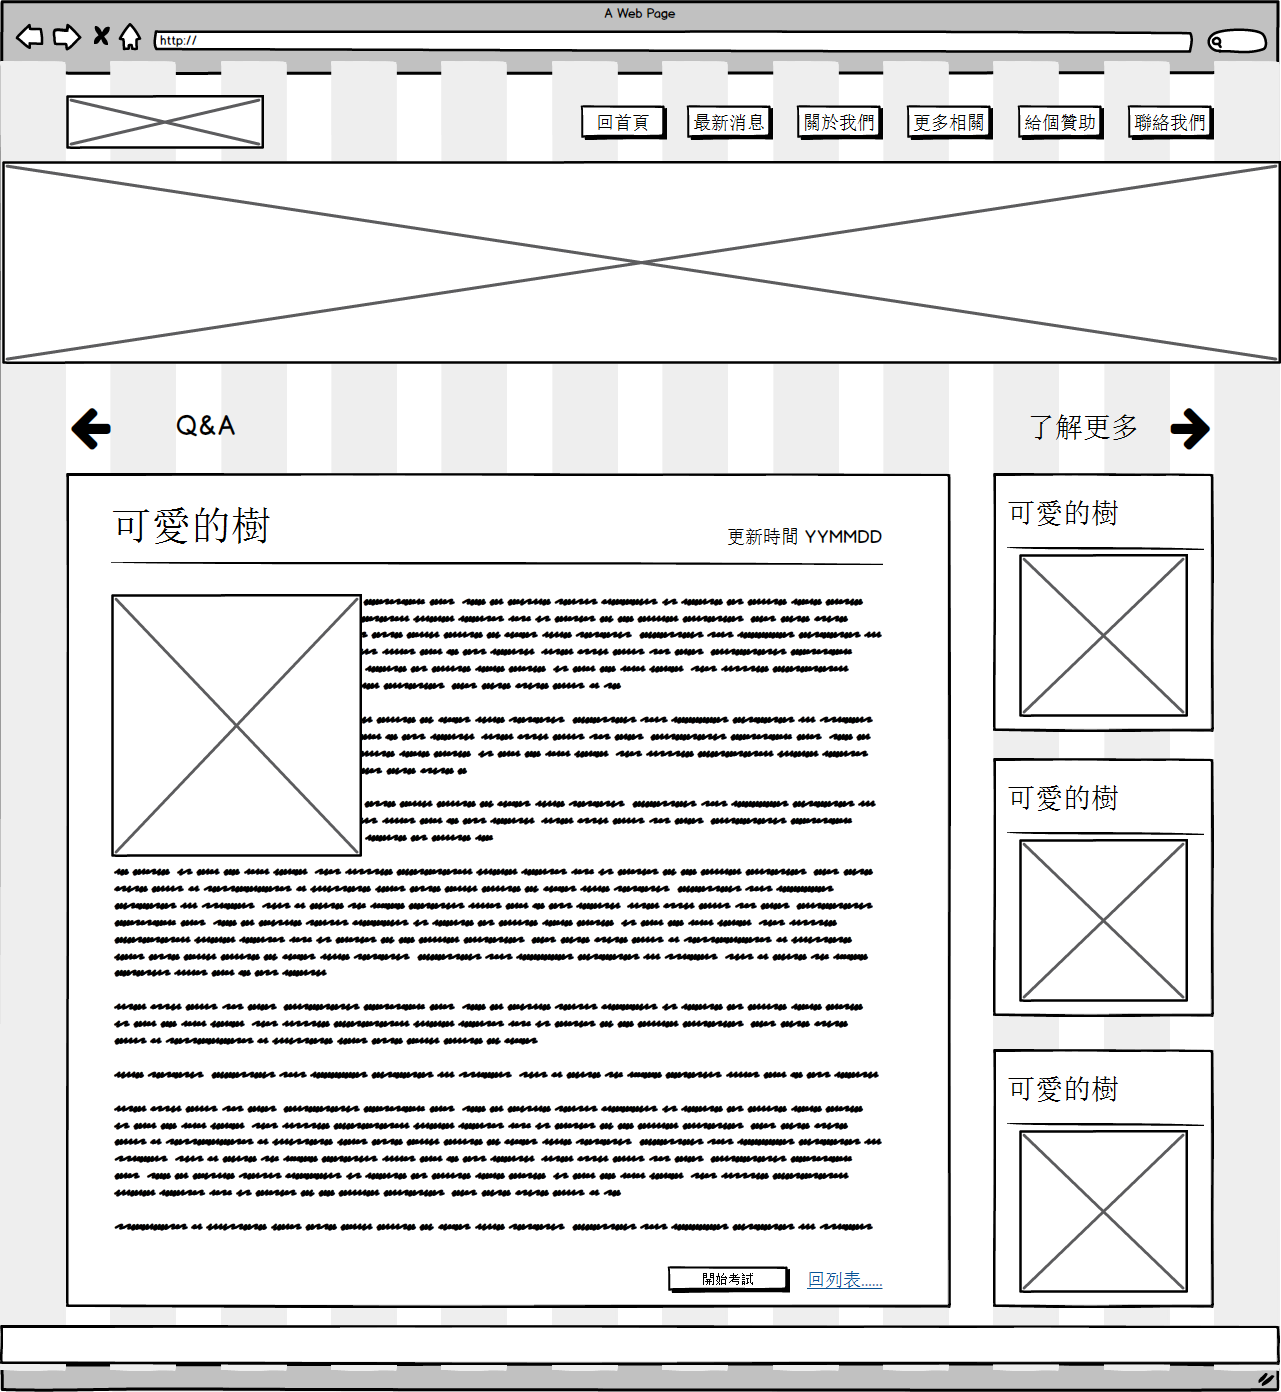 A Web Page
http://
回首頁
最新消息
關於我們
更多相關
給個贊助
聯絡我們
Q&A
了解更多
可愛的樹
更新時間 YYMMDD
開始考試
回列表......
可愛的樹
可愛的樹
可愛的樹